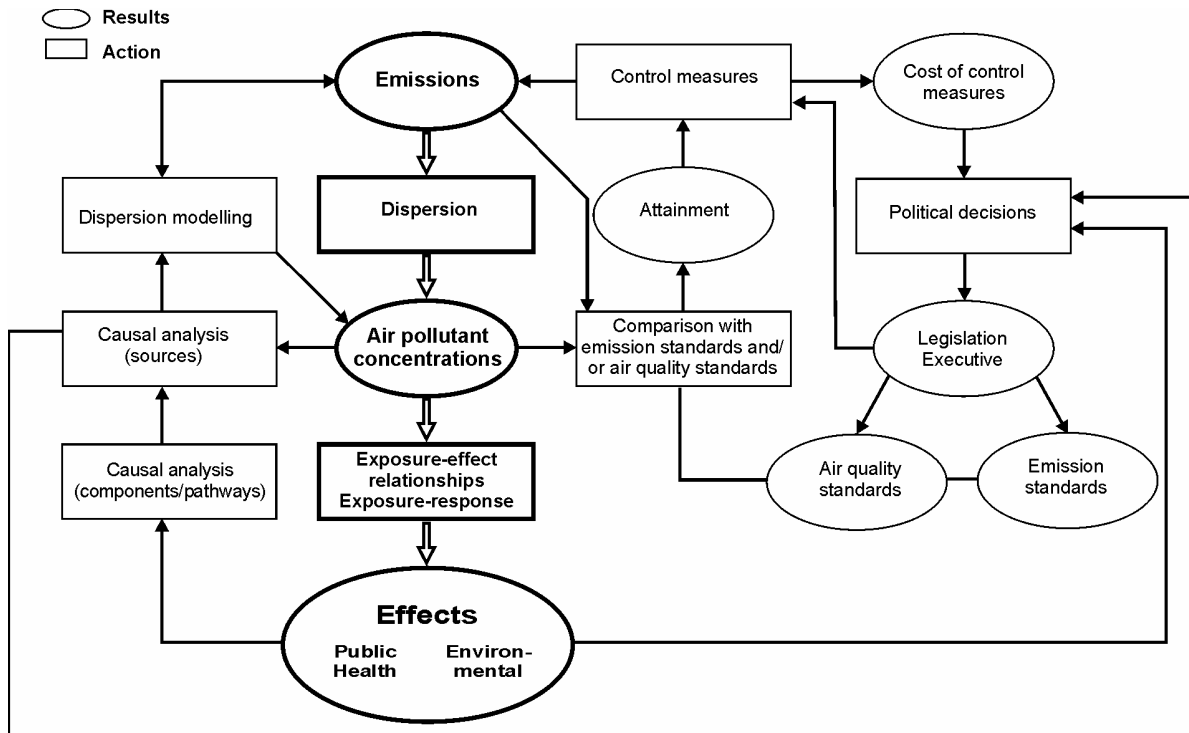 Results
Action
Emissions
Control measures
Cost of control
measures
Dispersion modelling
Dispersion
Attainment
Political decisions
Causal analysis
(sources)
Air pollutant
concentrations
Comparison with
emission standards and/
or air quality standards
Legislation
Executive
Causal analysis
(components/pathways)
Exposure-effect
relationships
Exposure-response
Air quality
standards
Emission
standards
Effects
Public
Health
Environ-
mental